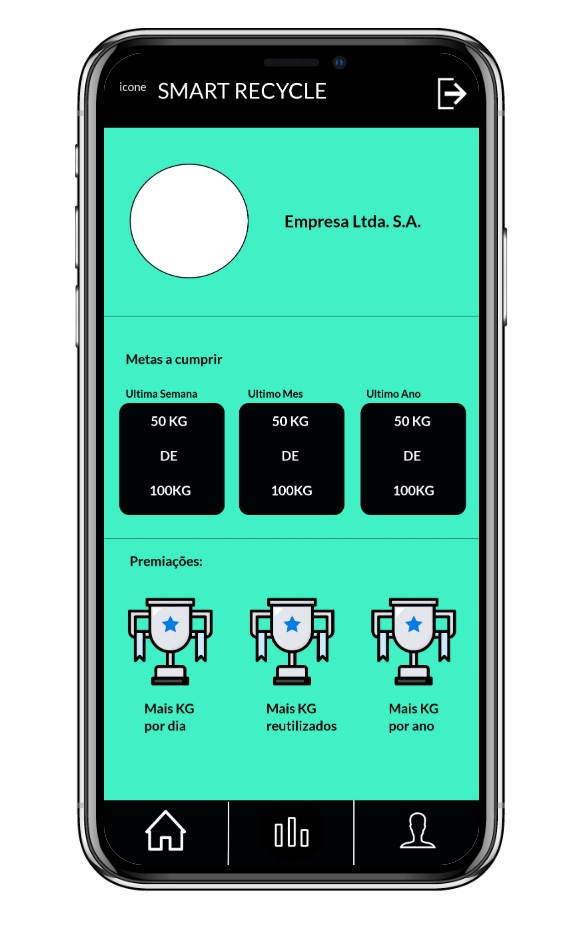 icone SMART RECYCLE
Empresa Ltda. S.A.
Metas a cumprir
Ultima Semana Ultimo Mes Ultimo Ano
50 KG 50 KG 50 KG
DE DE DE
100KG 100KG 100KG
Premiações:
Mais KG Mais KG Mais KG
por dia reutilizados por ano